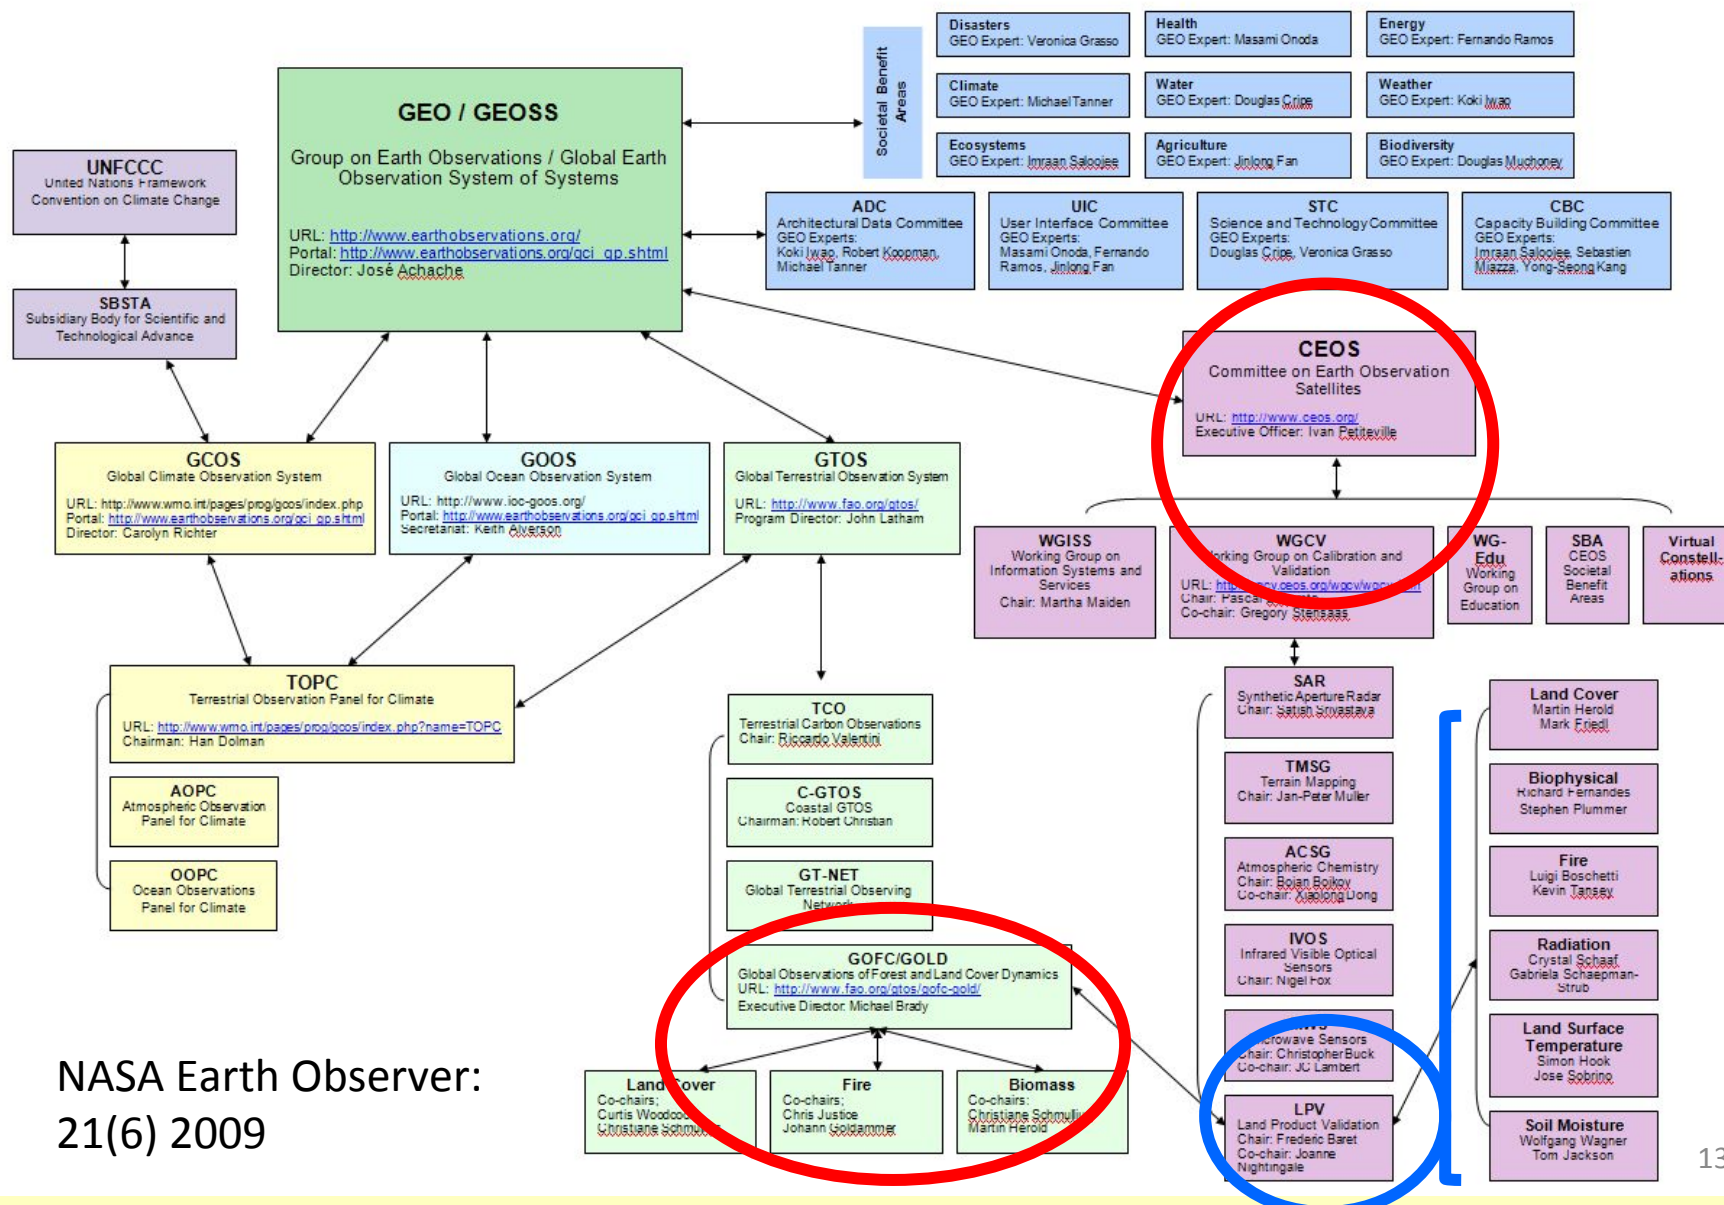 Disasters
GEO Expert: Veronica Grasso
Health
GEO Expert: Masami Onoda
Energy
GEO Expert: Fernando Ramos
Societal Benefit
Areas
Climate
GEO Expert: Michael Tanner
Water
GEO Expert: Douglas Cripe
Weather
GEO Expert: Koki Iwao
Ecosystems
GEO Expert: Imraan Saloojee
Agriculture
GEO Expert: Jinlong Fan
Biodiversity
GEO Expert: Douglas Muchoney
GEO / GEOSS
Group on Earth Observations / Global Earth
Observation System of Systems
URL: http://www.earthobservations.org/
Portal: http://www.earthobservations.org/gci_gp.shtml
Director: José Achache
UNFCCC
United Nations Framework
Convention on Climate Change
SBSTA
Subsidiary Body for Scientific and
Technological Advance
ADC
Architectural Data Committee
GEO Experts:
Koki Iwao, Robert Koopman,
Michael Tanner
UIC
User Interface Committee
GEO Experts:
Masami Onoda, Fernando
Ramos, Jinlong Fan
STC
Science and Technology Committee
GEO Experts:
Douglas Cripe, Veronica Grasso
CBC
Capacity Building Committee
GEO Experts:
Imraan Saloojee, Sebastien
Miazza, Yong-Seong Kang
CEOS
Committee on Earth Observation
Satellites
URL: http://www.ceos.org/
Executive Officer: Ivan Petiteville
GCOS
Global Climate Observation System
URL: http://www.wmo.int/pages/prog/gcos/index.php
Portal: http://www.earthobservations.org/gci_gp.shtml
Director: Carolyn Richter
GOOS
Global Ocean Observation System
URL: http://www.ioc-goos.org/
Portal: http://www.earthobservations.org/gci_gp.shtml
Secretariat: Keith Alverson
GTOS
Global Terrestrial Observation System
URL: http://www.fao.org/gtos/
Program Director: John Latham
WGISS
Working Group on
Information Systems and
Services
Chair: Martha Maiden
WGCV
Working Group on Calibration and
Validation
URL:
Chair: Pascal
Co-chair: Gregory Stensaas
WG-
Edu
Working
Group on
Education
SBA
CEOS
Societal
Benefit
Areas
Virtual
Constell-
ations
TOPC
Terrestrial Observation Panel for Climate
URL: http://www.wmo.int/pages/prog/gcos/index.php?name=TOPC
Chairman: Han Dolman
AOPC
Atmospheric Observation
Panel for Climate
OOPC
Ocean Observations
Panel for Climate
TCO
Terrestrial Carbon Observations
Chair: Riccardo Valentini
C-GTOS
Coastal GTOS
Chairman: Robert Christian
GT-NET
Global Terrestrial Observing
Network
GOFC/GOLD
Global Observations of Forest and Land Cover Dynamics
URL: http://www.fao.org/gtos/gofc-gold/
Executive Director: Michael Brady
Land Cover
Co-chairs;
Curtis Woodcock
Christiane Schmullius
Fire
Co-chairs;
Chris Justice
Johann Goldammer
Biomass
Co-chairs:
Christiane Schmullius
Martin Herold
SAR
Synthetic Aperture Radar
Chair: Satish Srivastava
TMSG
Terrain Mapping
Chair: Jan-Peter Muller
ACSG
Atmospheric Chemistry
Chair: Bojan Bojkov
Co-chair: Xiaolong Dong
IVOS
Infrared Visible Optical
Sensors
Chair: Nigel Fox
Microwave Sensors
Chair: Christopher Buck
Co-chair: JC Lambert
LPV
Land Product Validation
Chair: Frederic Baret
Co-chair: Joanne
Nightingale
Land Cover
Martin Herold
Mark Friedl
Biophysical
Richard Fernandes
Stephen Plummer
Fire
Luigi Boschetti
Kevin Tansey
Radiation
Crystal Schaaf
Gabriela Schaepman-
Strub
Land Surface
Temperature
Simon Hook
Jose Sobrino
Soil Moisture
Wolfgang Wagner
Tom Jackson
NASA Earth Observer:
21(6) 2009
13